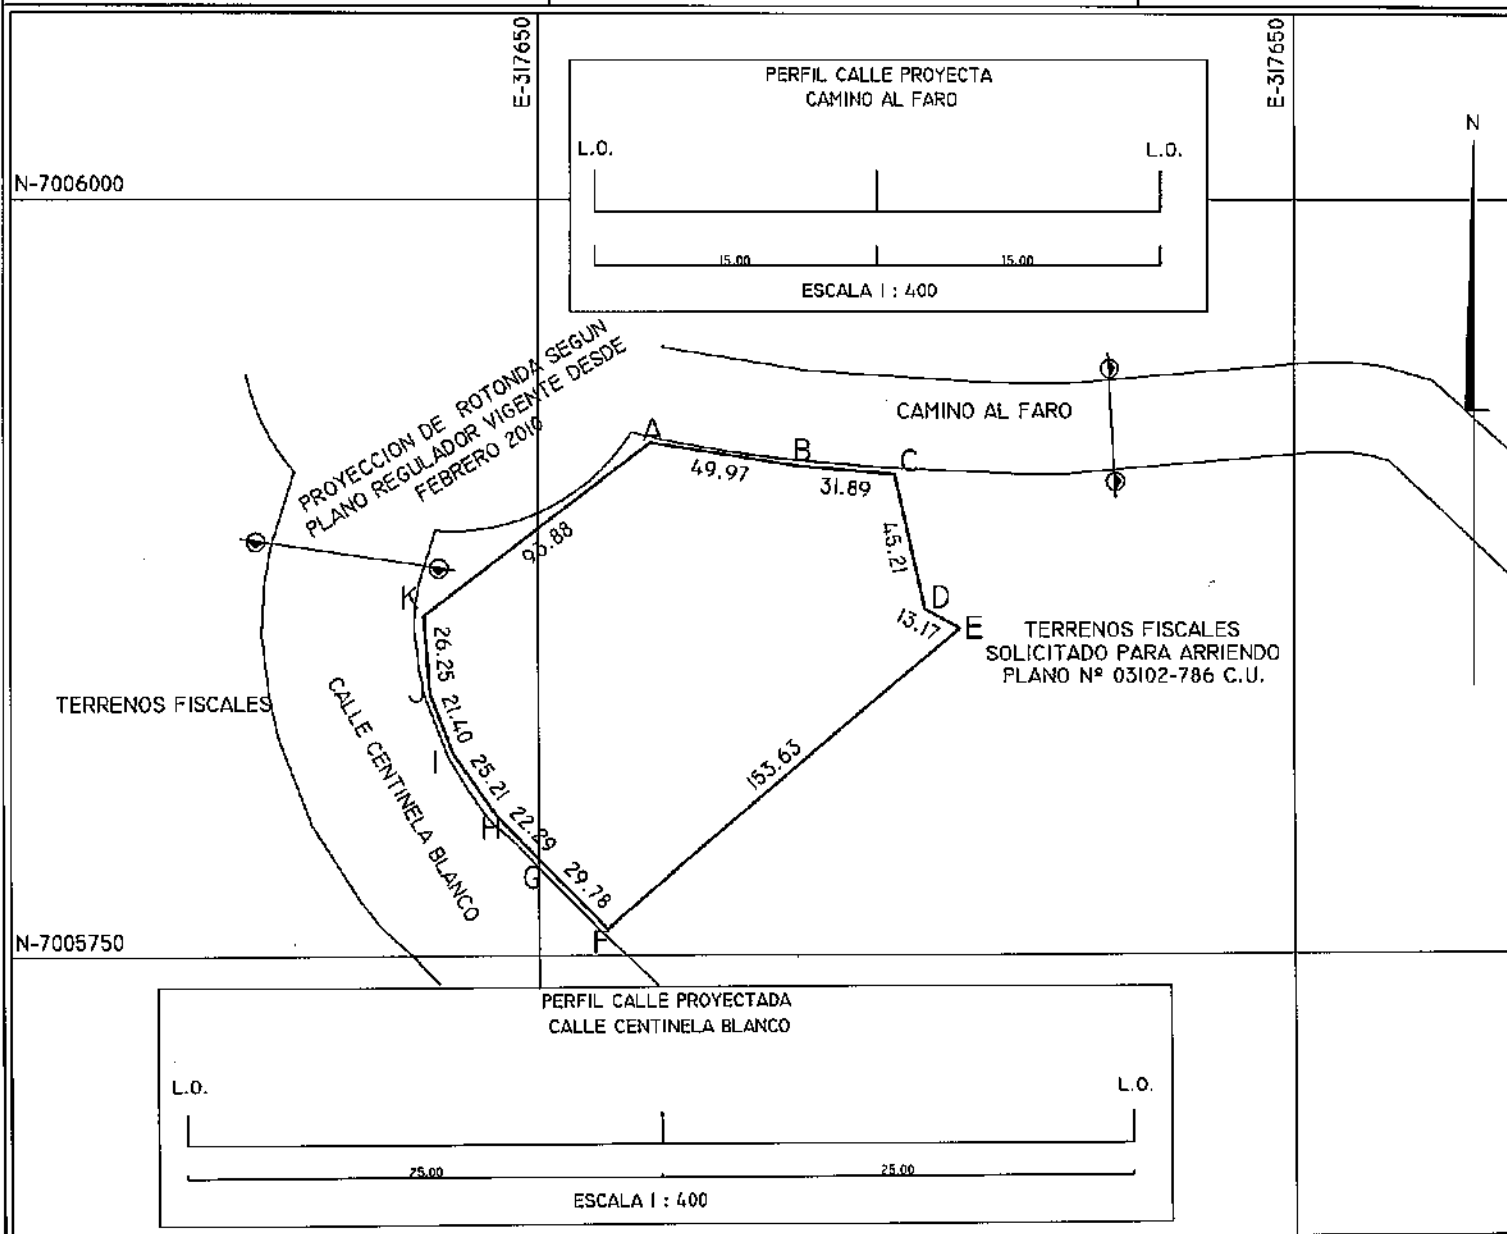 E-317650
E-317650
PERFIL CALLE PROYECTA
CAMINO AL FARO
L.O.
L.O.
15.00
15.00
ESCALA 1 : 400
N
N-7006000
PROYECCION DE ROTONDA SEGUN
PLANO REGULADOR VIGENTE DESDE
FEBRERO 2010
CAMINO AL FARO
A
B
C
49.97
31.89
93.88
45.21
K
D
13.17
E
TERRENOS FISCALES
SOLICITADO PARA ARRIENDO
PLANO Nº 03102-786 C.U.
26.25
TERRENOS FISCALES
J
21.40
CALLE CENTINELA BLANCO
I
25.21
153.63
H
22.29
G
29.78
F
N-7005750
PERFIL CALLE PROYECTADA
CALLE CENTINELA BLANCO
L.O.
L.O.
25.00
25.00
ESCALA 1 : 400